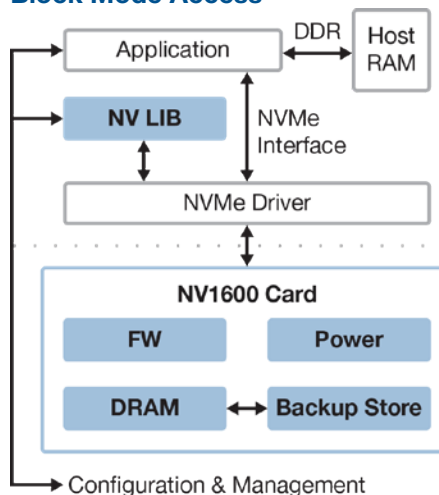 Block Mode Access
Application
DDR
Host
RAM
NV LIB
NVMe
Interface
NVMe Driver
NV1600 Card
FW
Power
DRAM
Backup Store
Configuration & Management